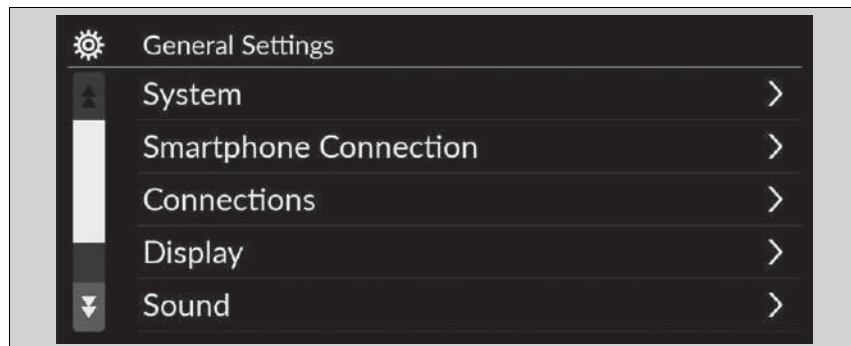 General Settings
System
Smartphone Connection
Connections
Display
Sound